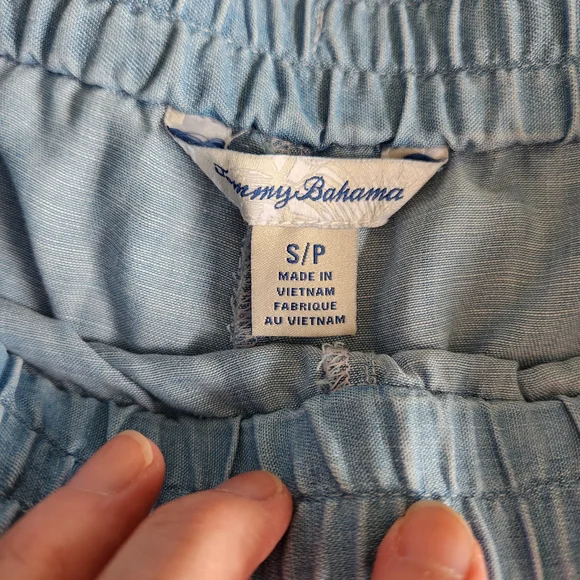 Tommy Bahama
S/P
MADE IN
VIETNAM
FABRIQUE
AU VIETNAM